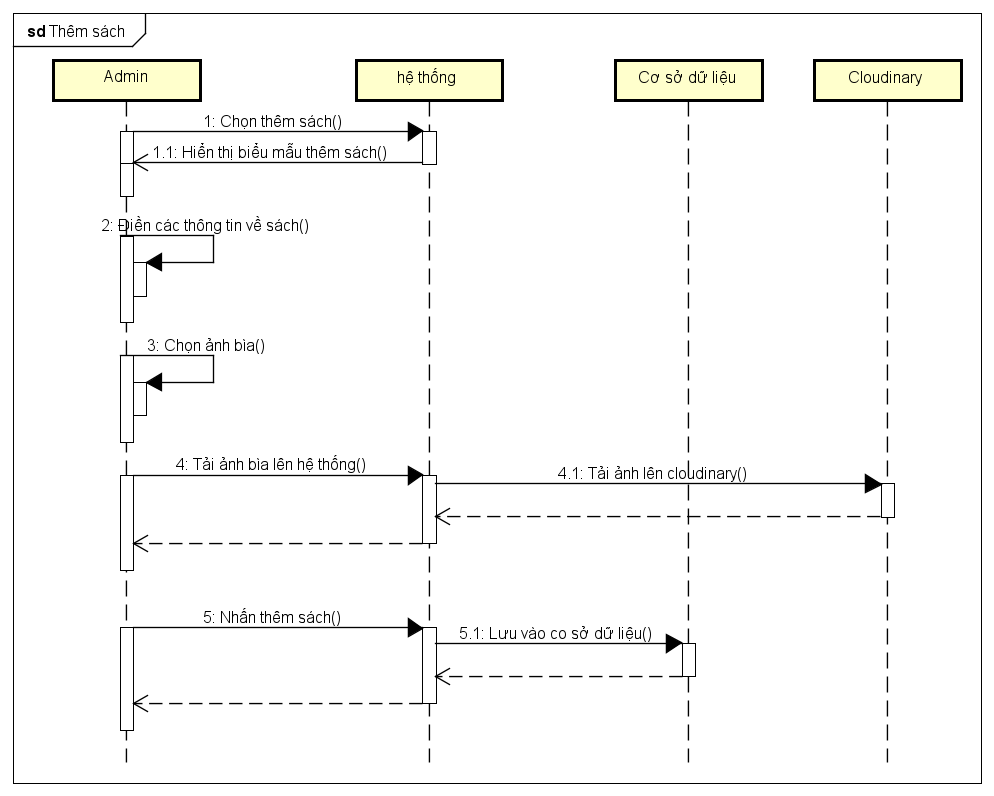 sd Thêm sách
Admin
hệ thống
Cơ sở dữ liệu
Cloudinary
1: Chọn thêm sách()
1.1: Hiển thị biểu mẫu thêm sách()
2: Điền các thông tin về sách()
3: Chọn ảnh bìa()
4: Tải ảnh bìa lên hệ thống()
4.1: Tải ảnh lên cloudinary()
5: Nhấn thêm sách()
5.1: Lưu vào cơ sở dữ liệu()